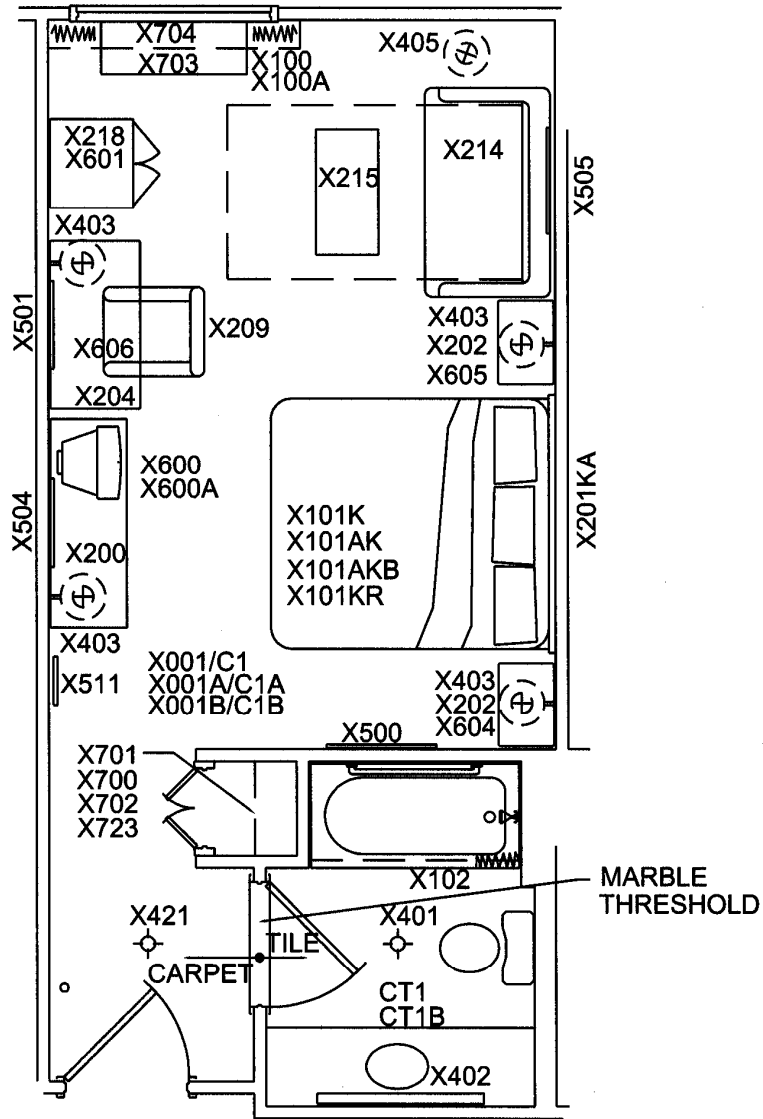 X704
X703
X100
X100A
X405
X218
X601
X215
X214
X505
X403
X501
X606
X204
X209
X403
X202
X605
X504
X600
X600A
X200
X101K
X101AK
X101AKB
X101KR
X201KA
X403
X511
X001/C1
X001A/C1A
X001B/C1B
X403
X202
X604
X500
X701
X700
X702
X723
X102
MARBLE
THRESHOLD
X421
X401
TILE
CARPET
CT1
CT1B
X402